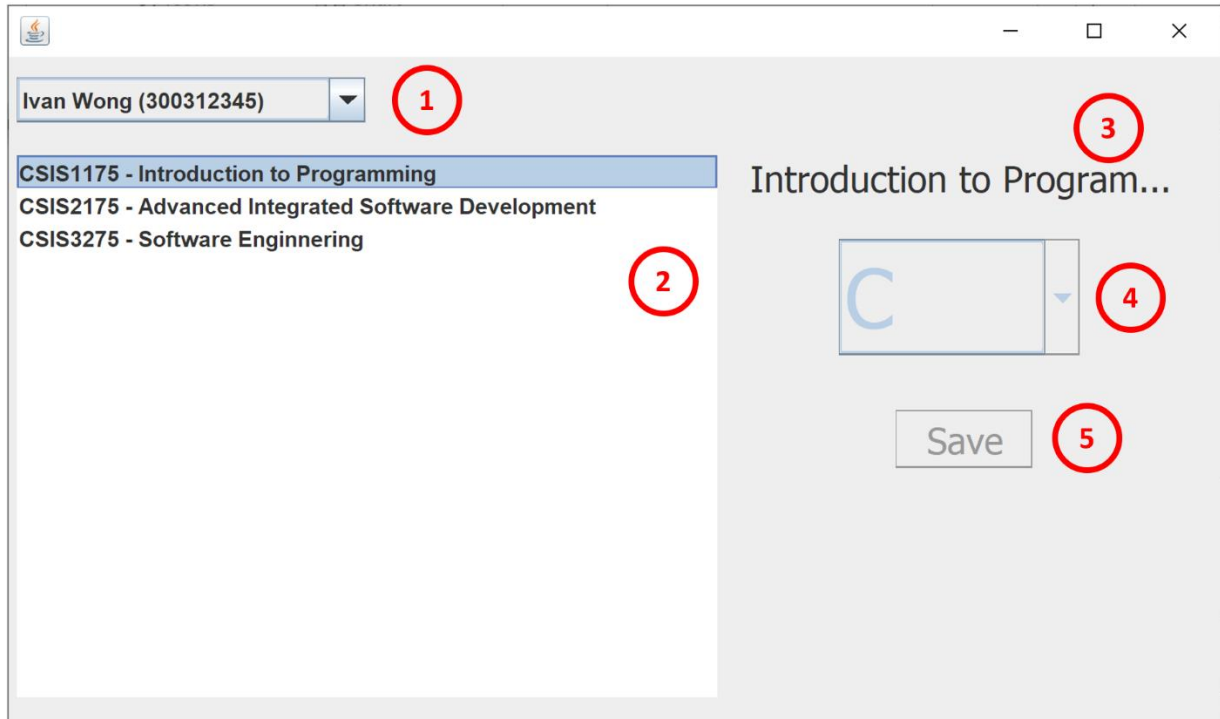 Ivan Wong (300312345)
1
3
CSIS1175 - Introduction to Programming
CSIS2175 - Advanced Integrated Software Development
CSIS3275 - Software Enginnering
2
Introduction to Program...
C
4
Save
5